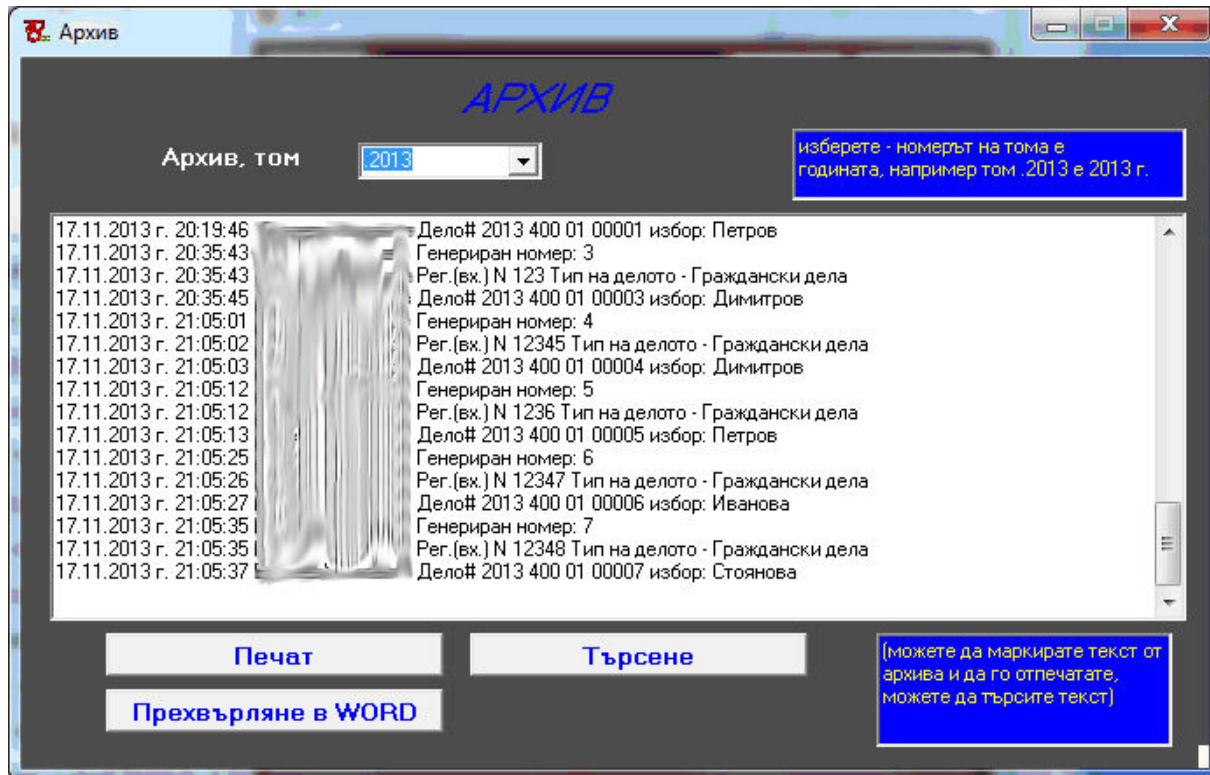 Архив
АРХИВ
Архив, том
.2013
изберете - номерът на тома е
годината, например том .2013 е 2013 г.
17.11.2013 г. 20:19:46 Дело# 2013 400 01 00001 избор: Петров
17.11.2013 г. 20:35:43 Генериран номер: 3
17.11.2013 г. 20:35:43 Рег.(вх.) N 123 Тип на делото - Граждански дела
17.11.2013 г. 20:35:45 Дело# 2013 400 01 00003 избор: Димитров
17.11.2013 г. 21:05:01 Генериран номер: 4
17.11.2013 г. 21:05:02 Рег.(вх.) N 12345 Тип на делото - Граждански дела
17.11.2013 г. 21:05:03 Дело# 2013 400 01 00004 избор: Димитров
17.11.2013 г. 21:05:12 Генериран номер: 5
17.11.2013 г. 21:05:12 Рег.(вх.) N 1236 Тип на делото - Граждански дела
17.11.2013 г. 21:05:13 Дело# 2013 400 01 00005 избор: Петров
17.11.2013 г. 21:05:25 Генериран номер: 6
17.11.2013 г. 21:05:26 Рег.(вх.) N 12347 Тип на делото - Граждански дела
17.11.2013 г. 21:05:27 Дело# 2013 400 01 00006 избор: Иванова
17.11.2013 г. 21:05:35 Генериран номер: 7
17.11.2013 г. 21:05:35 Рег.(вх.) N 12348 Тип на делото - Граждански дела
17.11.2013 г. 21:05:37 Дело# 2013 400 01 00007 избор: Стоянова
Печат
Търсене
Прехвърляне в WORD
(можете да маркирате текст от
архива и да го отпечатате,
можете да търсите текст)